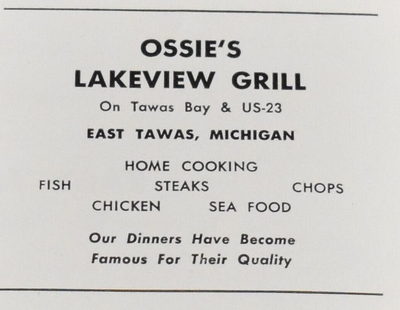 OSSIE'S
LAKEVIEW GRILL
On Tawas Bay & US-23
EAST TAWAS, MICHIGAN
HOME COOKING
FISH STEAKS CHOPS
CHICKEN SEA FOOD
Our Dinners Have Become
Famous For Their Quality